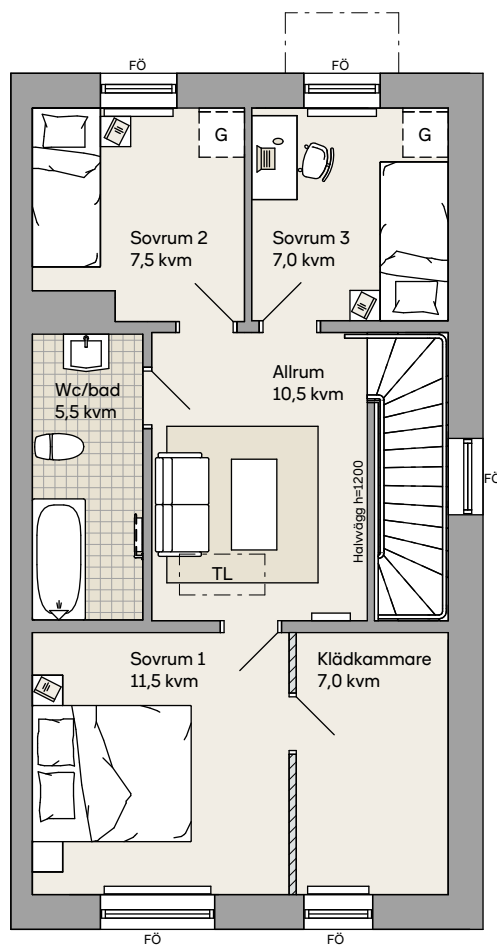 FÖ
FÖ
G
G
Sovrum 2
7,5 kvm
Sovrum 3
7,0 kvm
Wc/bad
5,5 kvm
Allrum
10,5 kvm
Halvvägg h=1200
FÖ
TL
Sovrum 1
11,5 kvm
Klädkammare
7,0 kvm
FÖ
FÖ